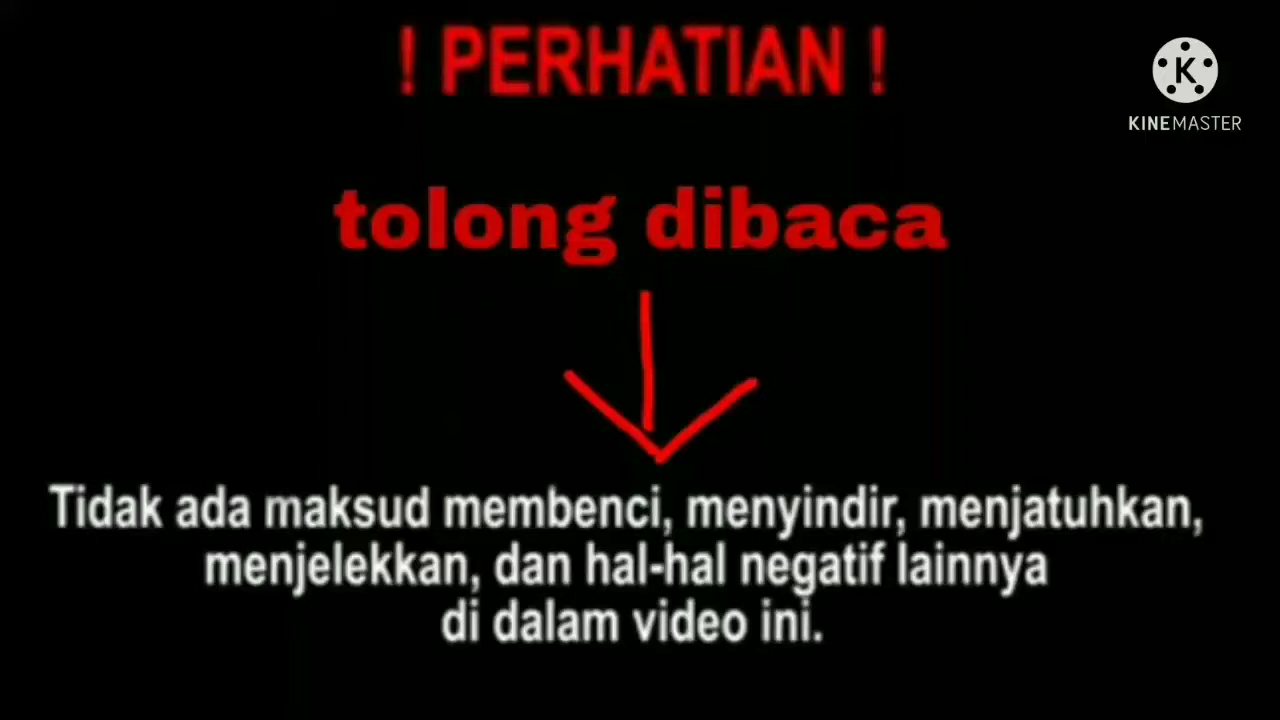 ! PERHATIAN !
K
KINEMASTER
tolong dibaca
Tidak ada maksud membenci, menyindir, menjatuhkan,
menjelekkan, dan hal-hal negatif lainnya
di dalam video ini.